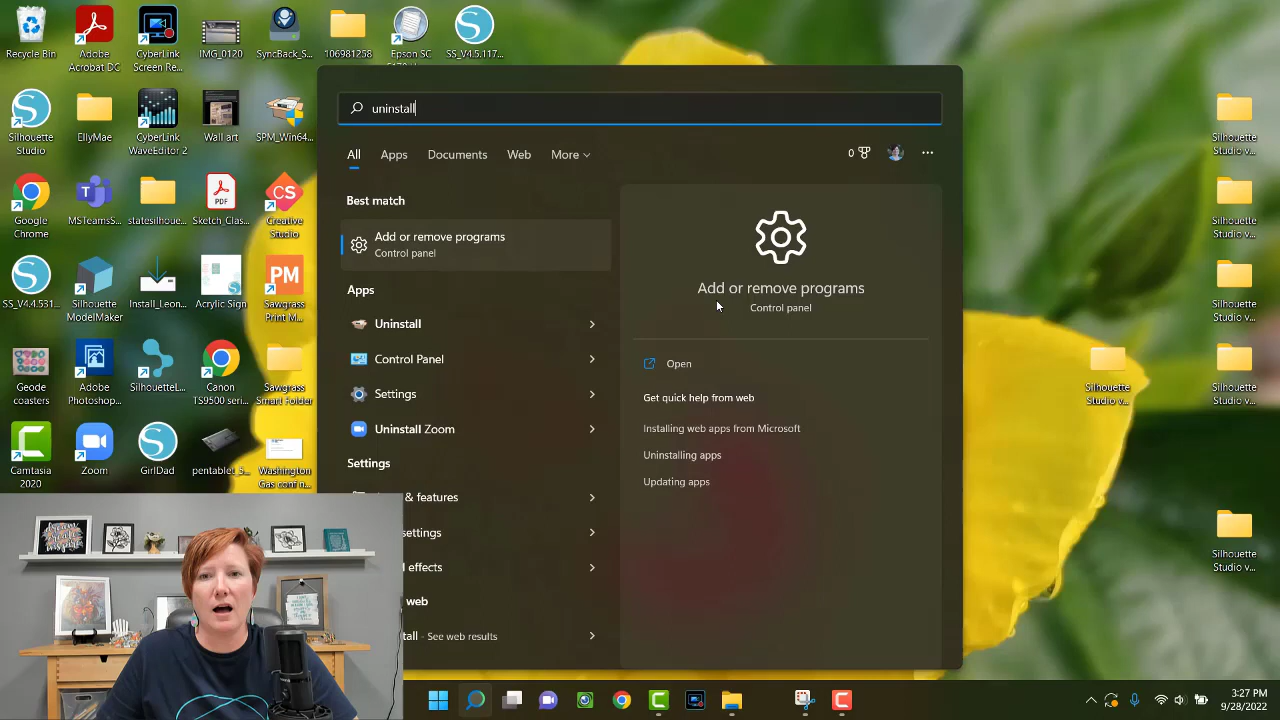 Recycle Bin
Adobe
Acrobat DC
CyberLink
Screen Re...
IMG_0120
SyncBack_S...
106981258
Epson SC
SS_V4.5.117...
Silhouette
Studio
EllyMae
CyberLink
WaveEditor 2
Wall art
SPM_Win64...
Google
Chrome
MSTeamsS...
statesilhoue...
PDF
Sketch_Clas...
CS
Creative
Studio
SS_V4.4.531...
Silhouette
ModelMaker
Install_Leon...
Acrylic Sign
PM
Sawgrass
Print M...
Geode
coasters
Adobe
Photoshop...
SilhouetteL...
Canon
TS9500 seri...
Sawgrass
Smart Folder
Camtasia
2020
Zoom
GirlDad
pentablet_S...
Washington
Gas confin...
uninstall
All
Apps
Documents
Web
More
0
Best match
Add or remove programs
Control panel
Apps
Uninstall
Control Panel
Settings
Uninstall Zoom
Settings
& features
settings
effects
web
tall - See web results
Add or remove programs
Control panel
Open
Get quick help from web
Installing web apps from Microsoft
Uninstalling apps
Updating apps
Silhouette
Studio v...
Silhouette
Studio v...
Silhouette
Studio v...
Silhouette
Studio v...
Silhouette
Studio v...
Silhouette
Studio v...
3:27 PM
9/28/2022